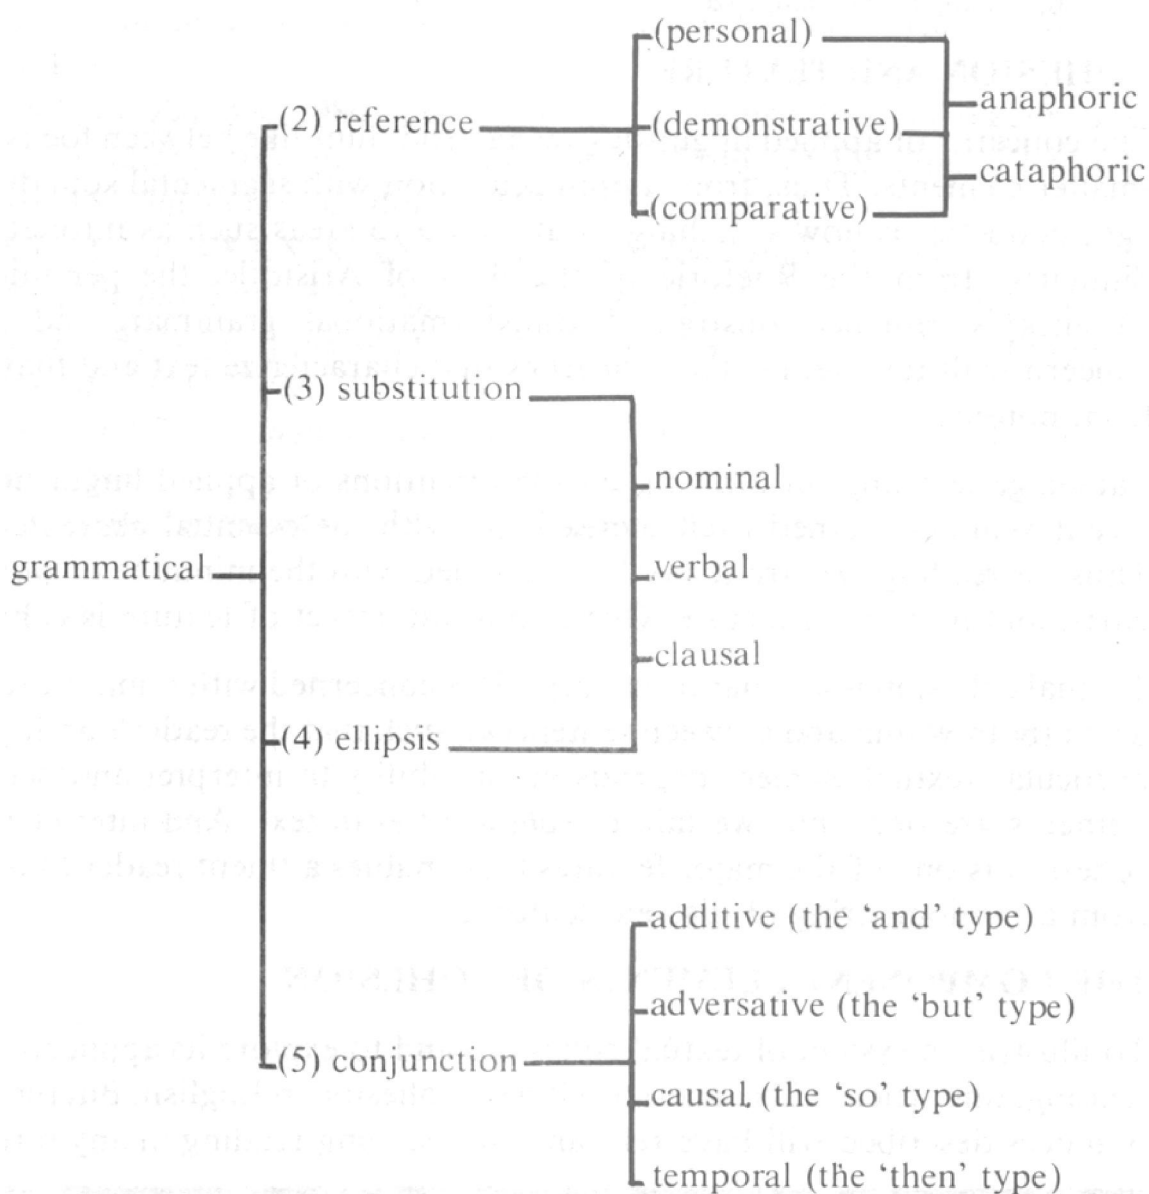 (personal)
(2) reference
anaphoric
(demonstrative)
cataphoric
(comparative)
(3) substitution
nominal
grammatical
verbal
clausal
(4) ellipsis
additive (the ‘and’ type)
adversative (the ‘but’ type)
(5) conjunction
causal (the ‘so’ type)
temporal (the ‘then’ type)